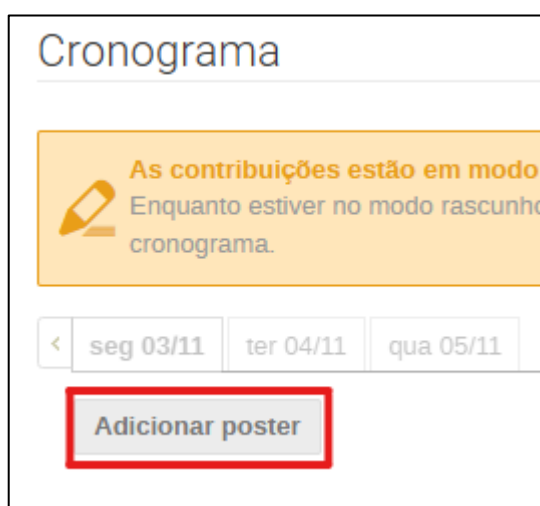 Cronograma
As contribuições estão em modo
Enquanto estiver no modo rascunho
cronograma.
seg 03/11 ter 04/11 qua 05/11
Adicionar poster